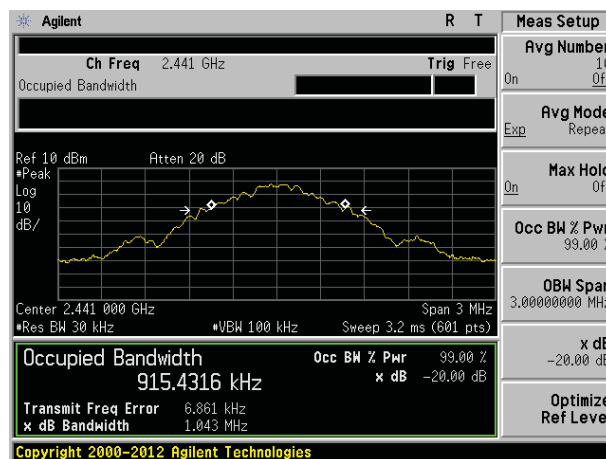 Agilent R T
Ch Freq 2.441 GHz Trig Free
Occupied Bandwidth
Ref 10 dBm Atten 20 dB
#Peak
Log
10
dB/
Center 2.441 000 GHz Span 3 MHz
#Res BW 30 kHz #VBW 100 kHz Sweep 3.2 ms (601 pts)
Occupied Bandwidth Occ BW % Pwr 99.00 %
915.4316 kHz x dB -20.00 dB
Transmit Freq Error 6.861 kHz
x dB Bandwidth 1.043 MHz
Copyright 2000-2012 Agilent Technologies
Meas Setup
Avg Number
On
Avg Mode
Exp
Max Hold
On
Occ BW % Pwr
99.00 %
OBW Span
3.00000000 MHz
x dB
-20.00 dB
Optimize
Ref Level